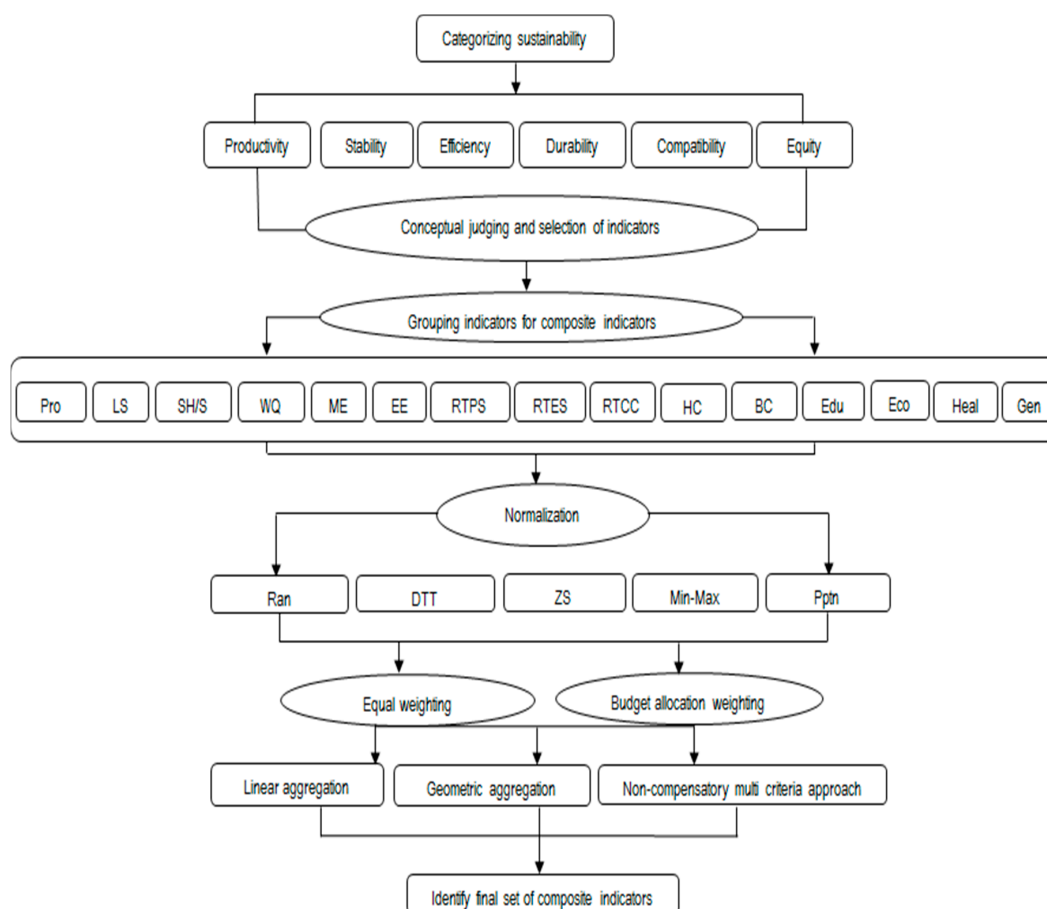 Categorizing sustainability
Productivity
Stability
Efficiency
Durability
Compatibility
Equity
Conceptual judging and selection of indicators
Grouping indicators for composite indicators
Pro
LS
SH/S
WQ
ME
EE
RTPS
RTES
RTCC
HC
BC
Edu
Eco
Heal
Gen
Normalization
Ran
DTT
ZS
Min-Max
Pptn
Equal weighting
Budget allocation weighting
Linear aggregation
Geometric aggregation
Non-compensatory multi criteria approach
Identify final set of composite indicators